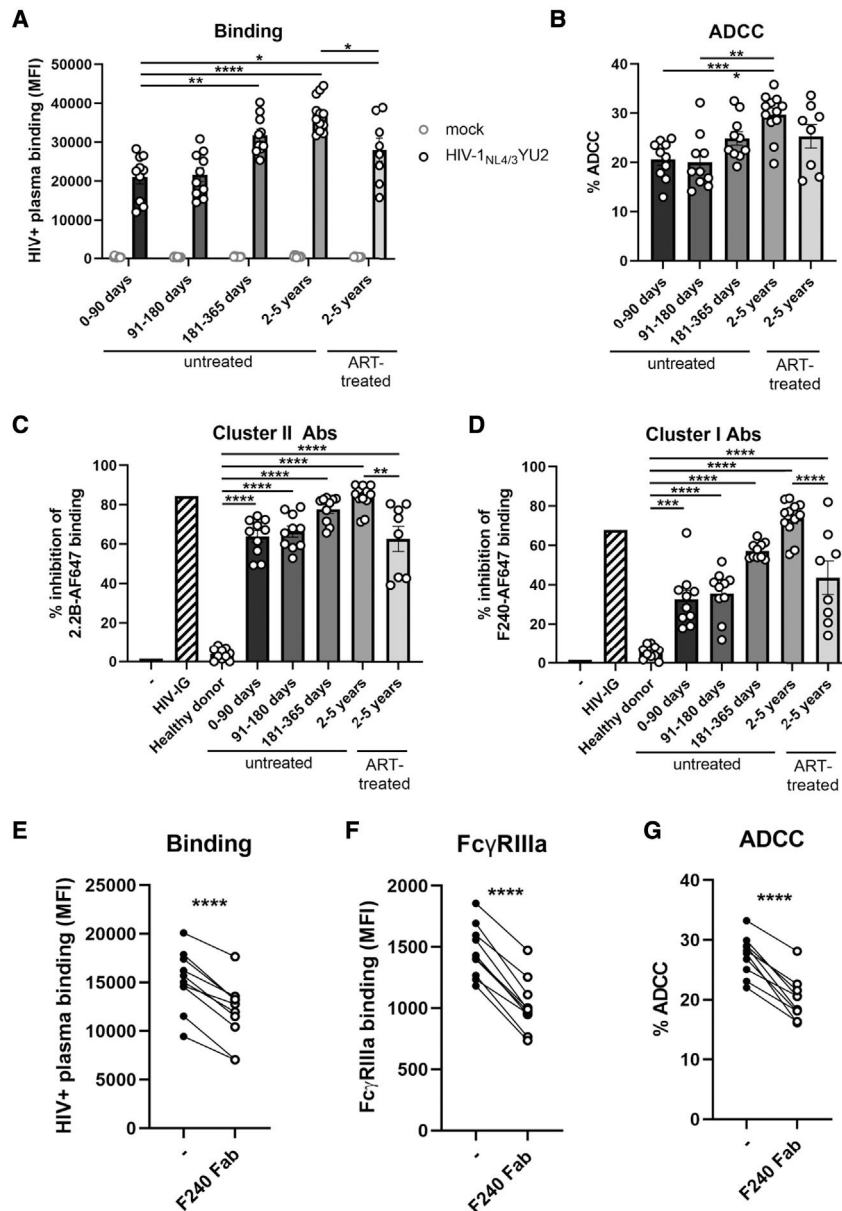 A
Binding
HIV+ plasma binding (MFI)
50000
40000
30000
20000
10000
0
*
****
**
*
mock
HIV-1NL4/3YU2
0-90 days
91-180 days
181-365 days
2-5 years
2-5 years
untreated
ART-
treated
B
ADCC
% ADCC
40
30
20
10
0
**
***
*
0-90 days
91-180 days
181-365 days
2-5 years
2-5 years
untreated
ART-
treated
C
Cluster II Abs
% inhibition of
2.2B-AF647 binding
100
80
60
40
20
0
****
****
****
****
****
**
-
HIV-IG
Healthy donor
0-90 days
91-180 days
181-365 days
2-5 years
2-5 years
untreated
ART-
treated
D
Cluster I Abs
% inhibition of
F240-AF647 binding
100
80
60
40
20
0
****
****
****
****
***
****
-
HIV-IG
Healthy donor
0-90 days
91-180 days
181-365 days
2-5 years
2-5 years
untreated
ART-
treated
E
Binding
HIV+ plasma binding (MFI)
25000
20000
15000
10000
5000
0
****
-
F240 Fab
F
FcγRIIIa
FcγRIIIa binding (MFI)
2000
1500
1000
500
0
****
-
F240 Fab
G
ADCC
% ADCC
40
30
20
10
0
****
-
F240 Fab